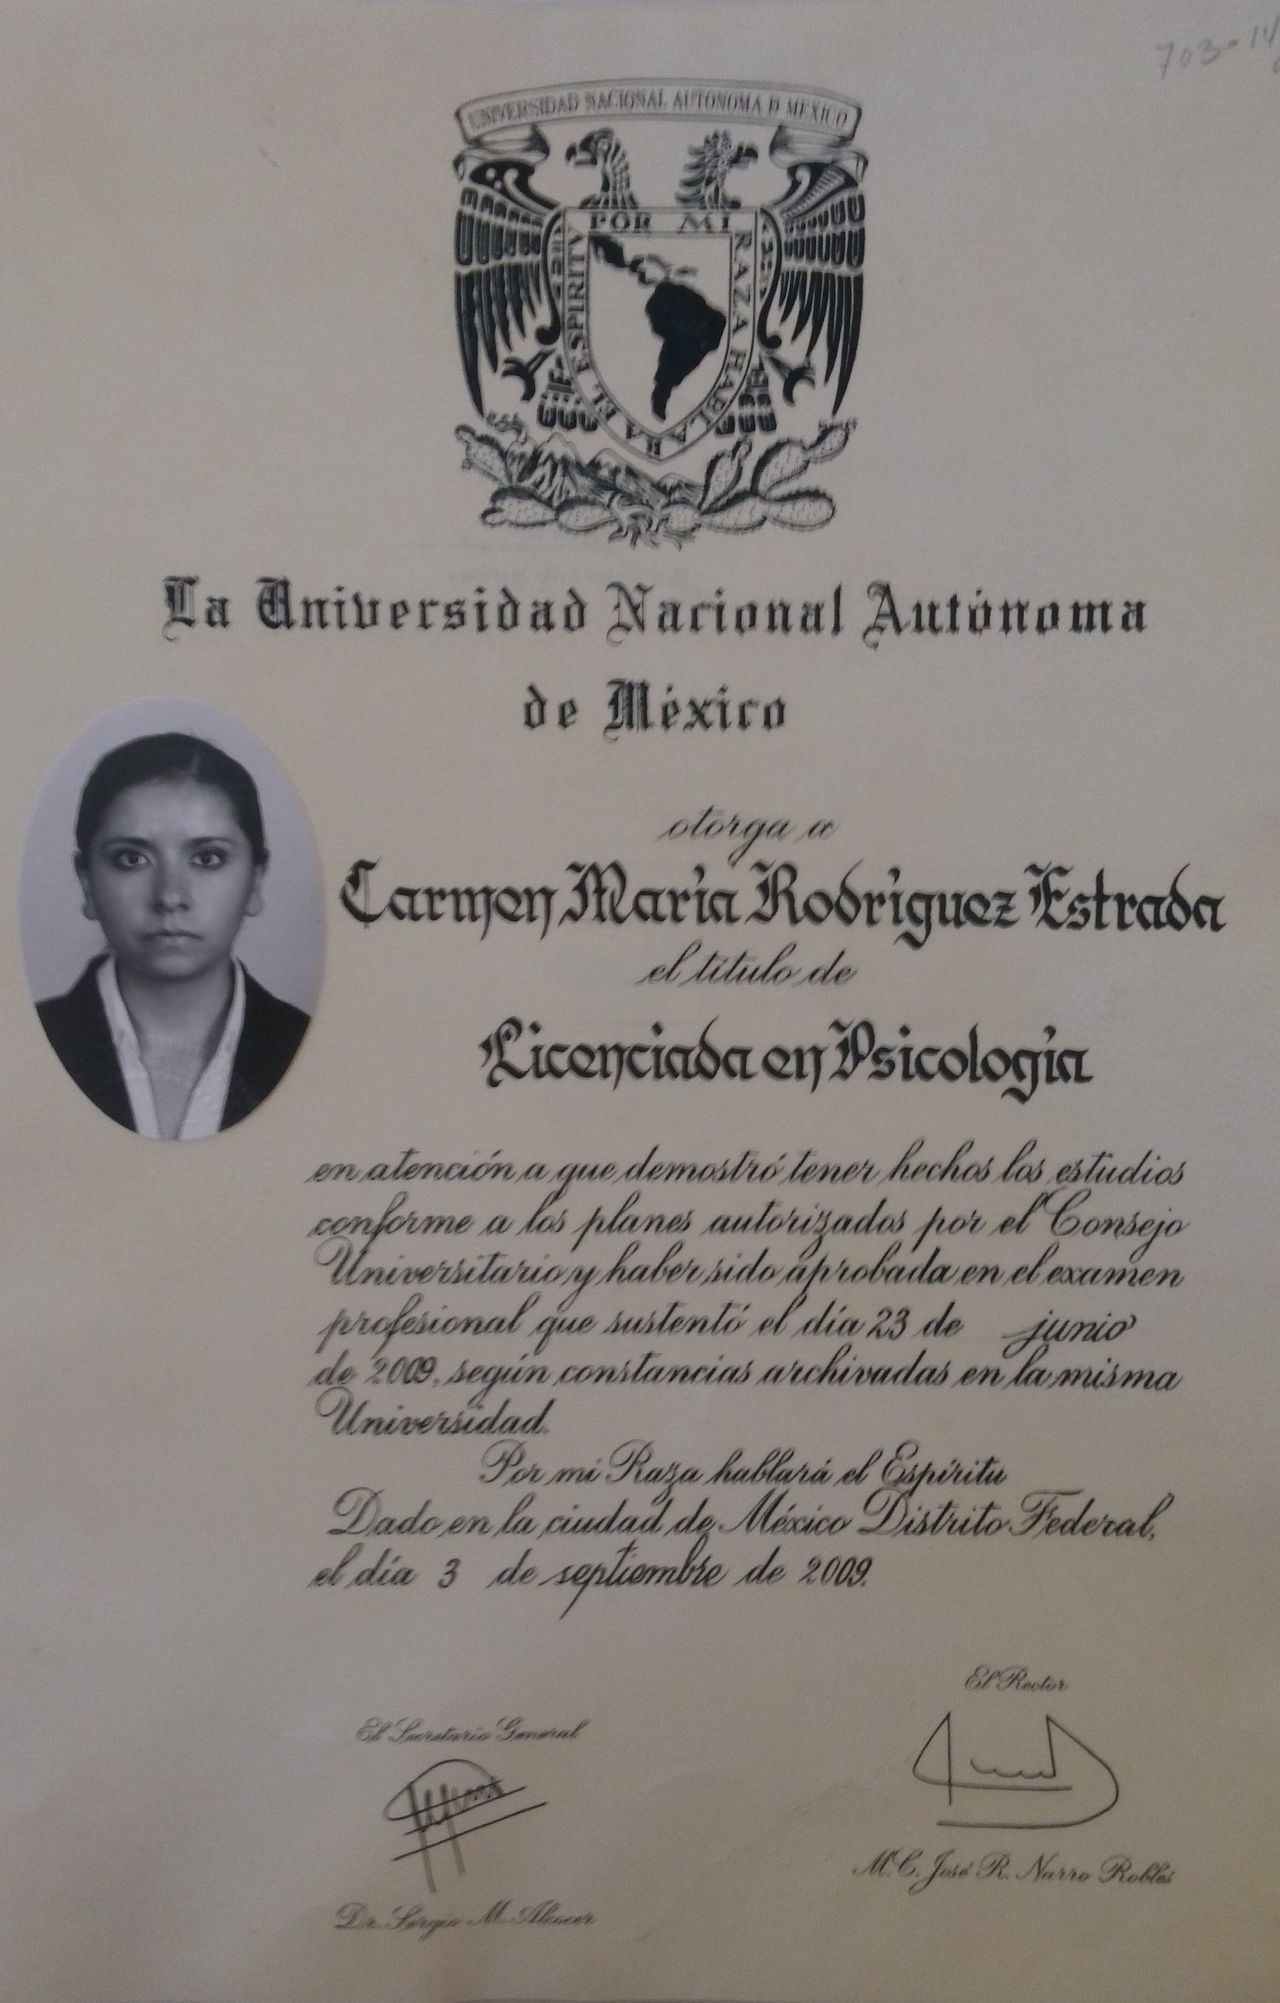 703-14
UNIVERSIDAD NACIONAL AUTONOMA D MEXICO
POR MI RAZA HABLARA EL ESPIRITU
La Universidad Nacional Autónoma
de México
otorga a
Carmen María Rodríguez Estrada
el título de
Licenciada en Psicología
en atención a que demostró tener hechos los estudios
conforme a los planes autorizados por el Consejo
Universitario y haber sido aprobada en el examen
profesional que sustentó el día 23 de junio
de 2009, según constancias archivadas en la misma
Universidad.
Por mi Raza hablará el Espíritu
Dado en la ciudad de México Distrito Federal,
el día 3 de septiembre de 2009.
El Rector
El Secretario General
M.C. José R. Narro Robles
Dr. Sergio M. Alcocer